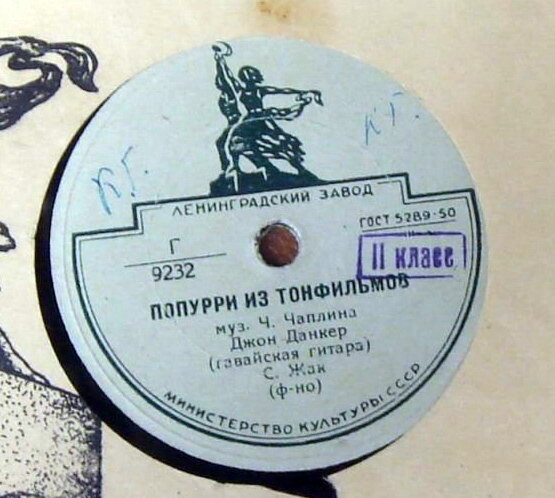 К Г.
К Г.
ЛЕНИНГРАДСКИЙ ЗАВОД
ГОСТ 5289-50
Г
9232
II класс
ПОПУРРИ ИЗ ТОНФИЛЬМОВ
муз. Ч. Чаплина
Джон Данкер
(гавайская гитара)
С. Жак
(ф-но)
МИНИСТЕРСТВО КУЛЬТУРЫ СССР